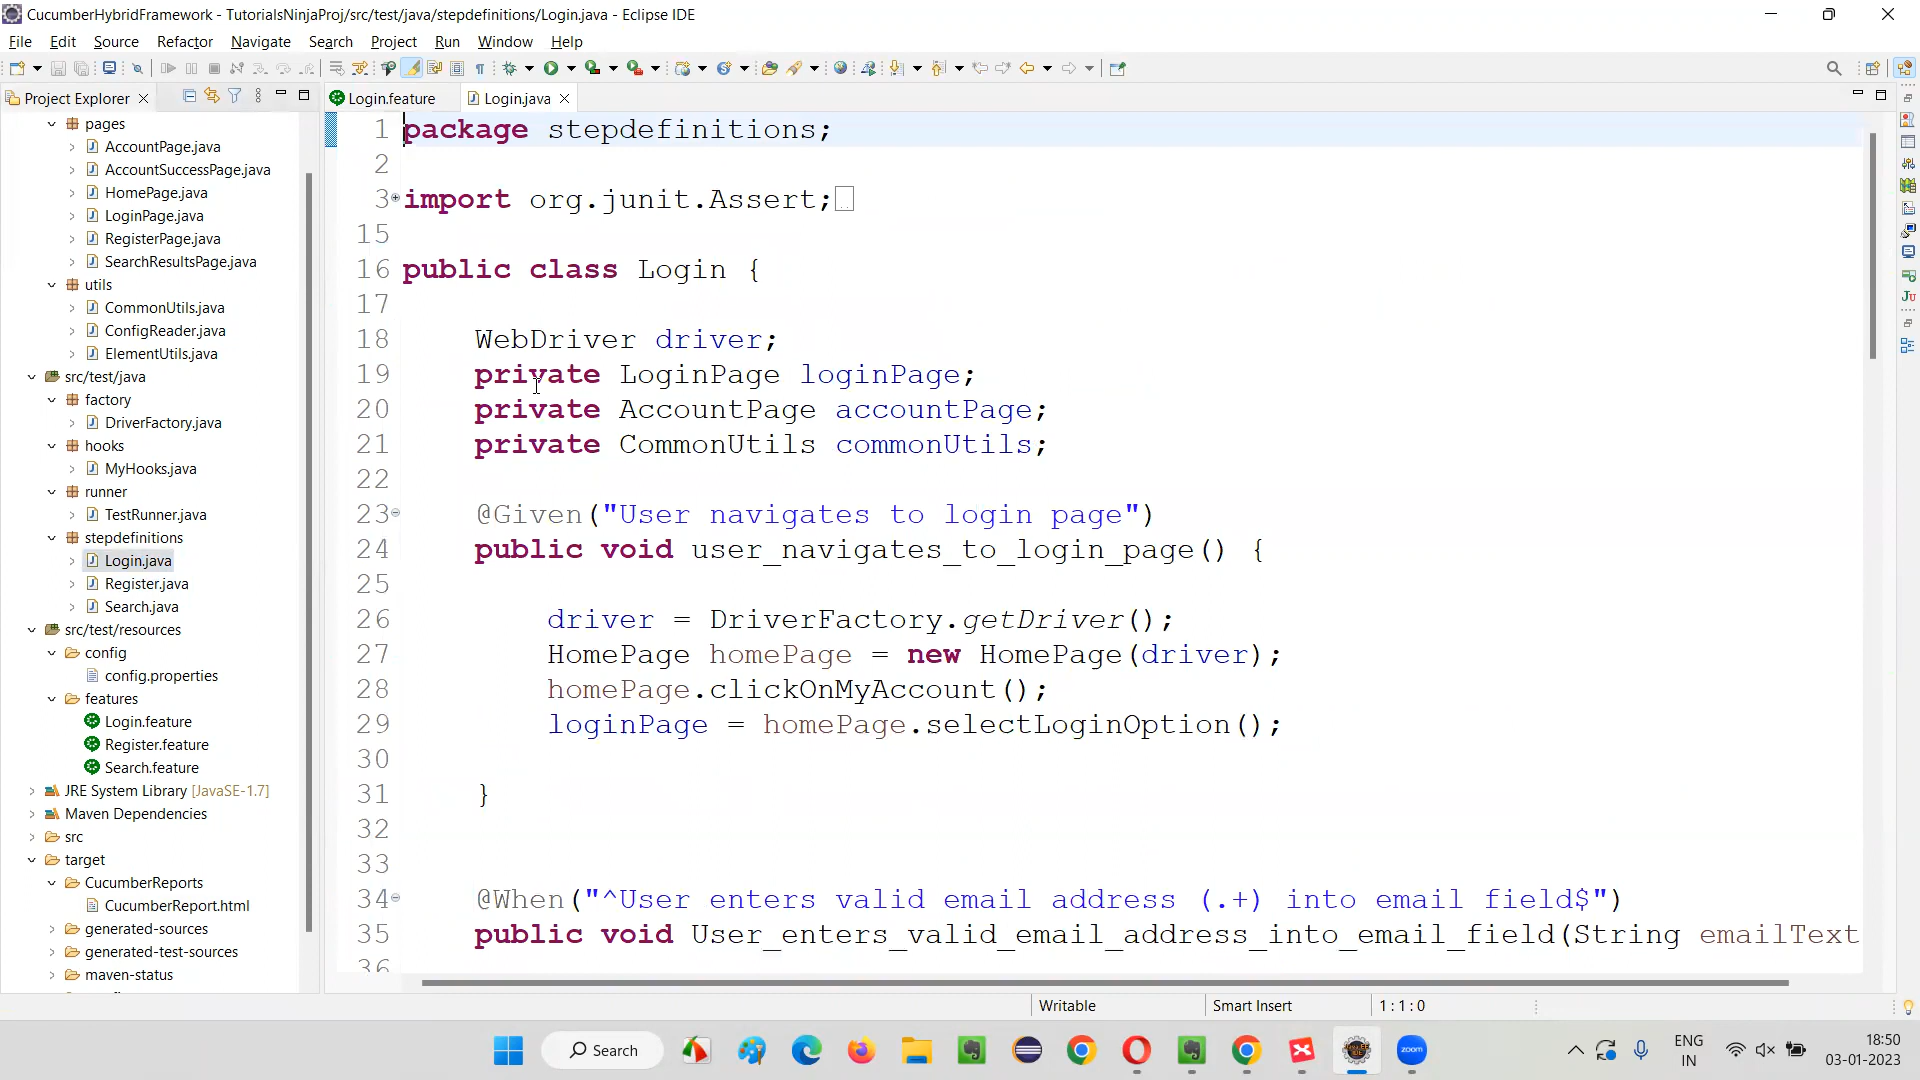 CucumberHybridFramework - TutorialsNinjaProj/src/test/java/stepdefinitions/Login.java - Eclipse IDE
File Edit Source Refactor Navigate Search Project Run Window Help
Project Explorer
Login.feature
Login.java
pages
AccountPage.java
AccountSuccessPage.java
HomePage.java
LoginPage.java
RegisterPage.java
SearchResultsPage.java
utils
CommonUtils.java
ConfigReader.java
ElementUtils.java
src/test/java
factory
DriverFactory.java
hooks
MyHooks.java
runner
TestRunner.java
stepdefinitions
Login.java
Register.java
Search.java
src/test/resources
config
config.properties
features
Login.feature
Register.feature
Search.feature
JRE System Library [JavaSE-1.7]
Maven Dependencies
src
target
CucumberReports
CucumberReport.html
generated-sources
generated-test-sources
maven-status
1 package stepdefinitions;
2
3 import org.junit.Assert;
15
16 public class Login {
17
18 WebDriver driver;
19 private LoginPage loginPage;
20 private AccountPage accountPage;
21 private CommonUtils commonUtils;
22
23 @Given("User navigates to login page")
24 public void user_navigates_to_login_page() {
25
26 driver = DriverFactory.getDriver();
27 HomePage homePage = new HomePage(driver);
28 homePage.clickOnMyAccount();
29 loginPage = homePage.selectLoginOption();
30
31 }
32
33
34 @When("^User enters valid email address (.+) into email field$")
35 public void User_enters_valid_email_address_into_email_field(String emailText
36
Writable
Smart Insert
1 : 1 : 0
Search
zoom
ENG
IN
18:50
03-01-2023